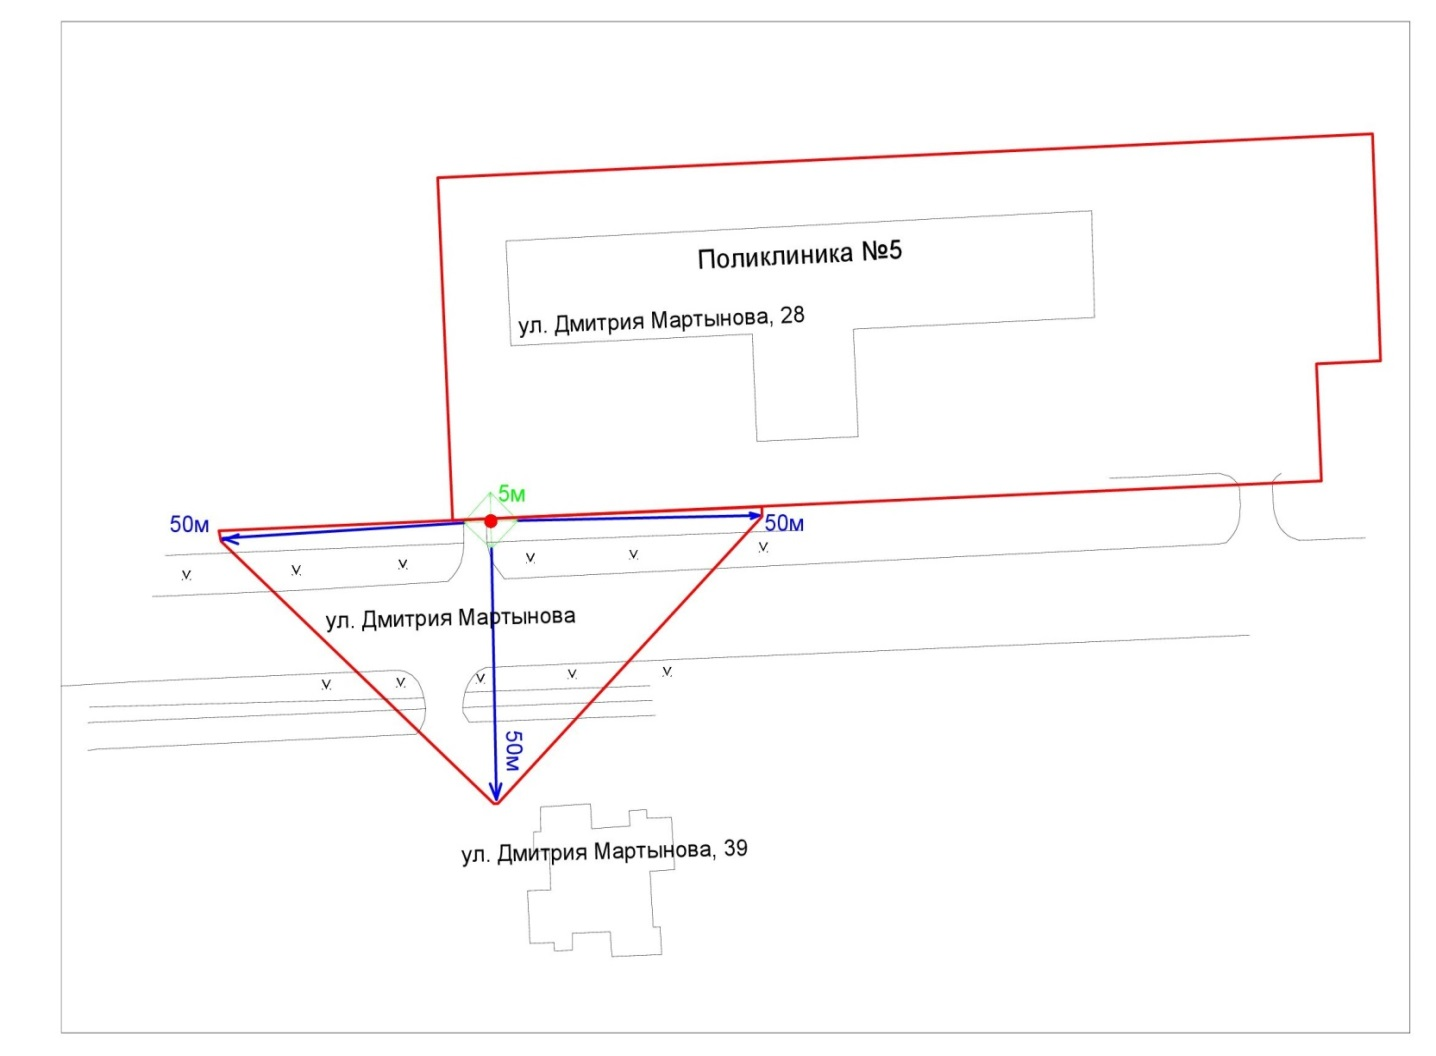 Поликлиника №5
ул. Дмитрия Мартынова, 28
5м
50м
50м
ул. Дмитрия Мартынова
50м
ул. Дмитрия Мартынова, 39